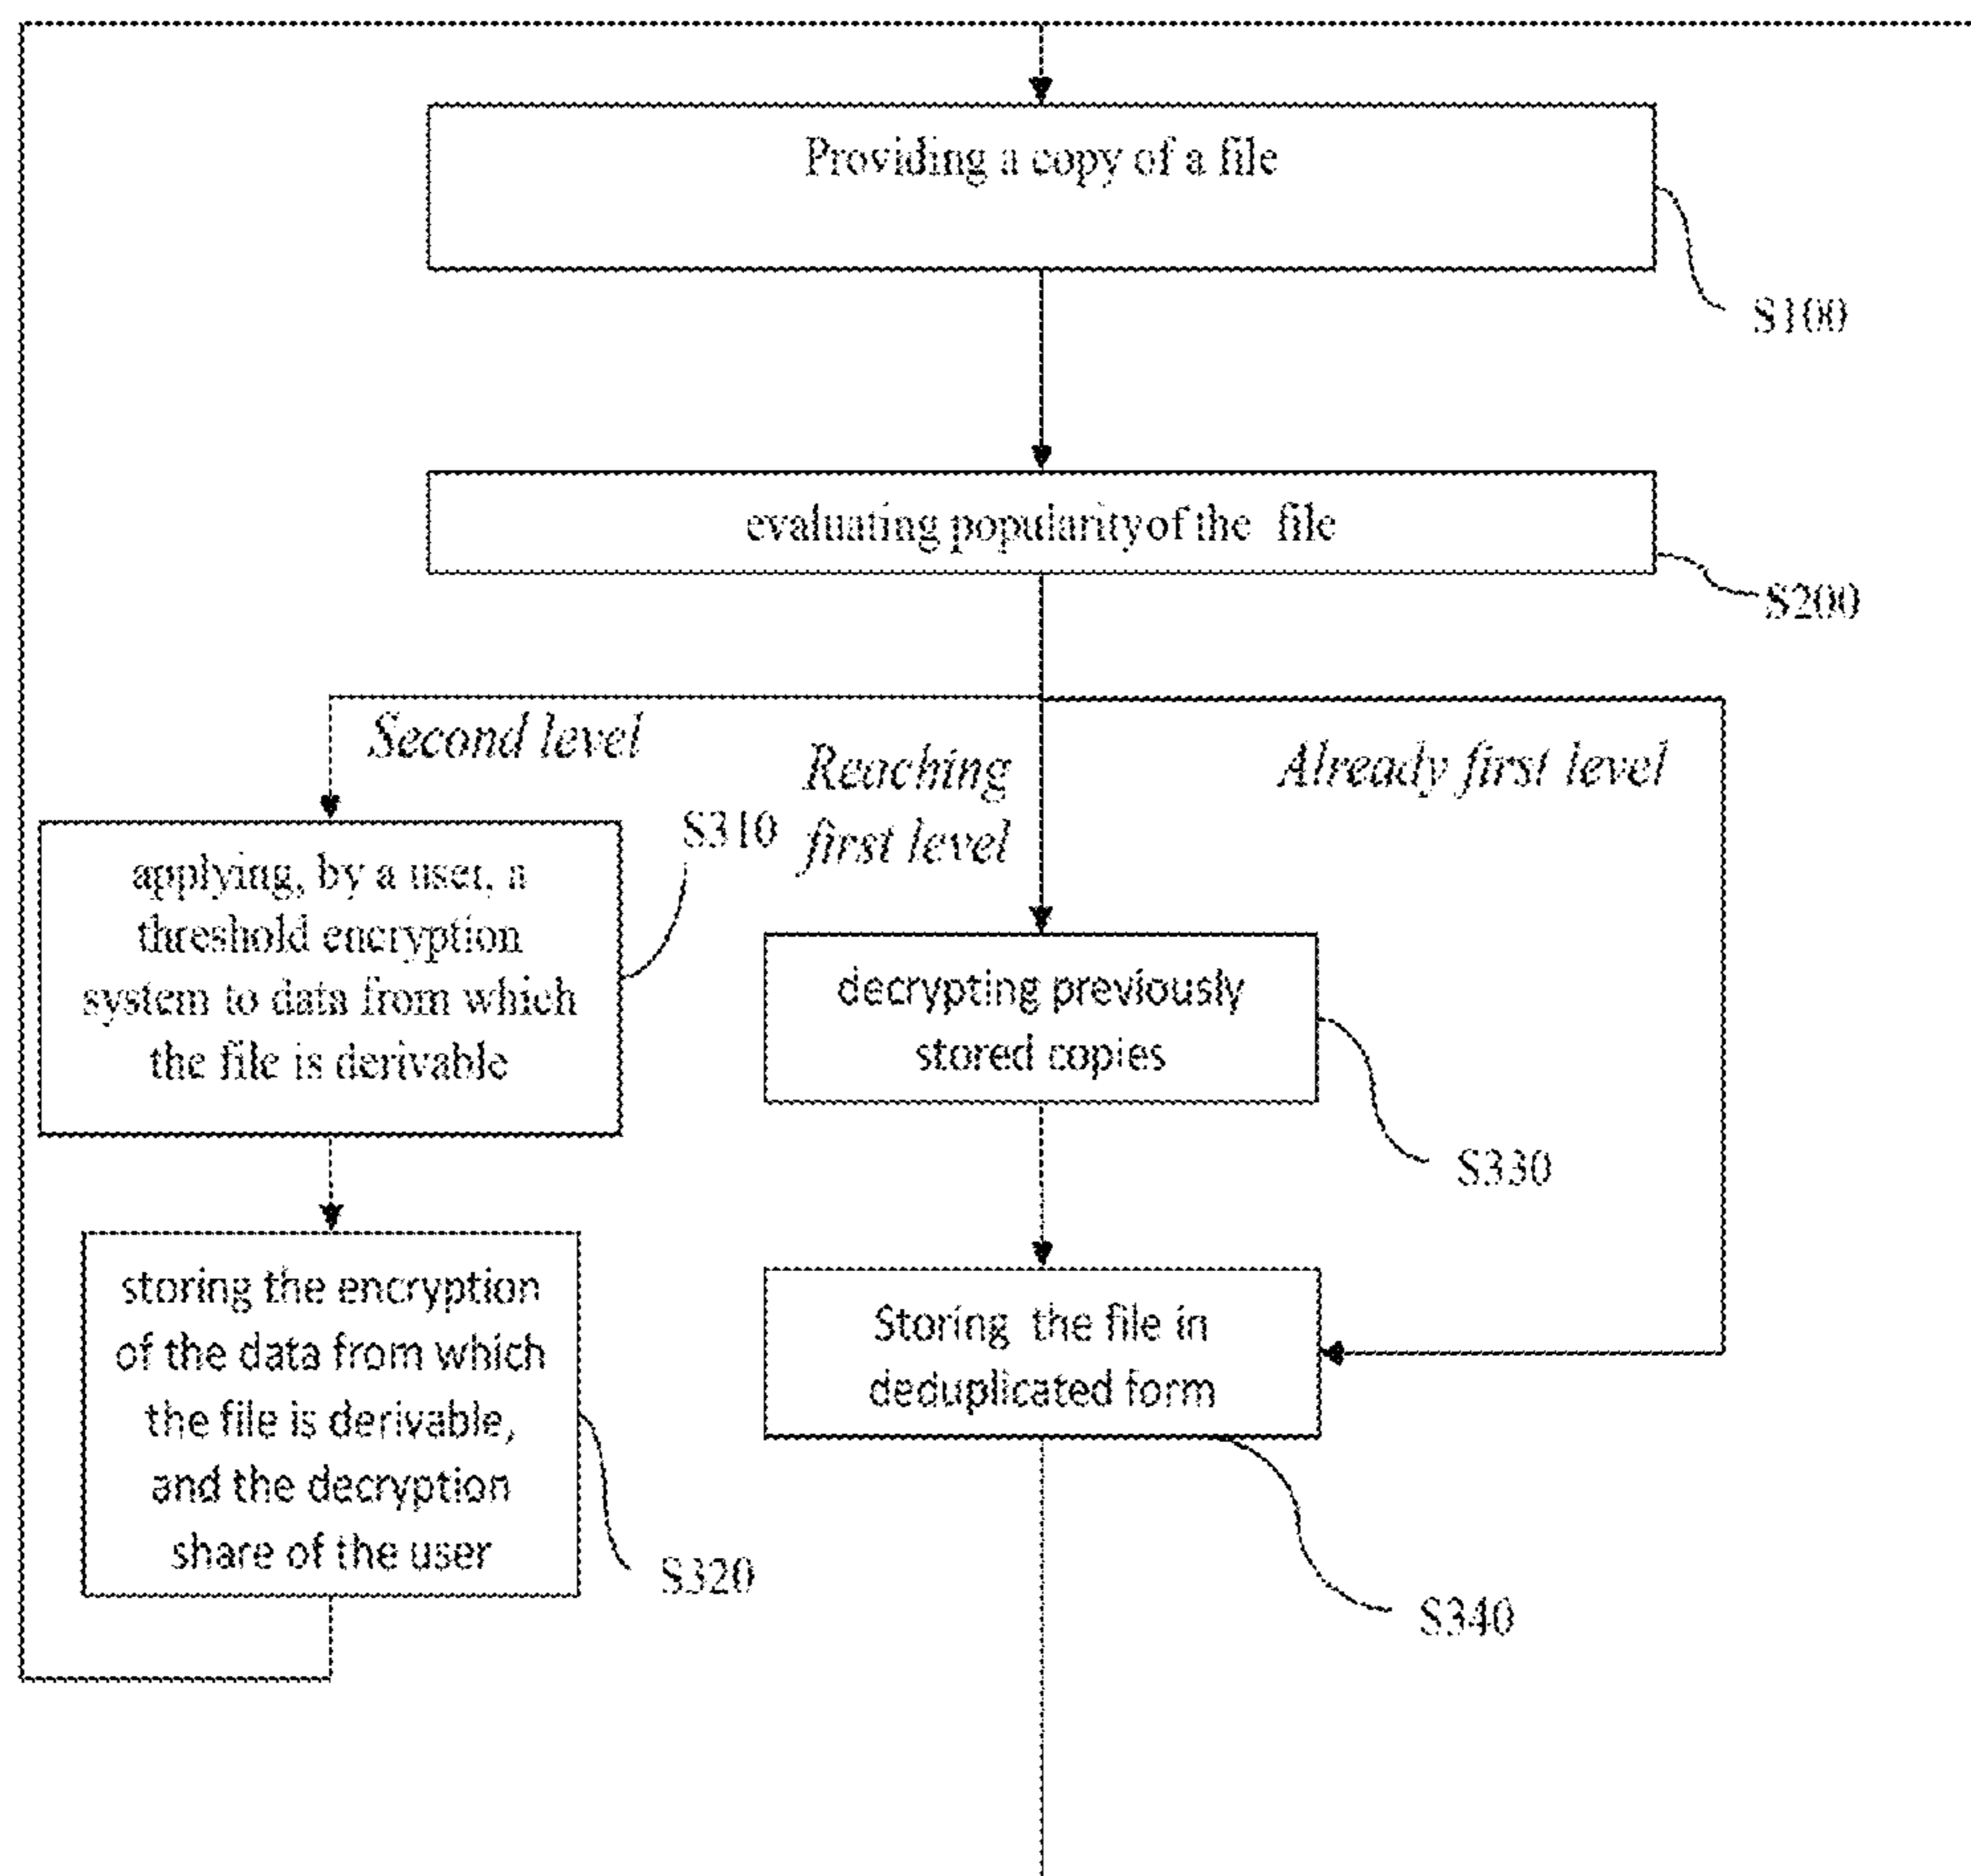 Providing a copy of a file
S100
evaluating popularityof the file
S200
Second level
Reaching
first level
Already first level
S310
applying, by a user, a
threshold encryption
system to data from which
the file is derivable
decrypting previously
stored copies
S330
storing the encryption
of the data from which
the file is derivable,
and the decryption
share of the user
S320
Storing the file in
deduplicated form
S340